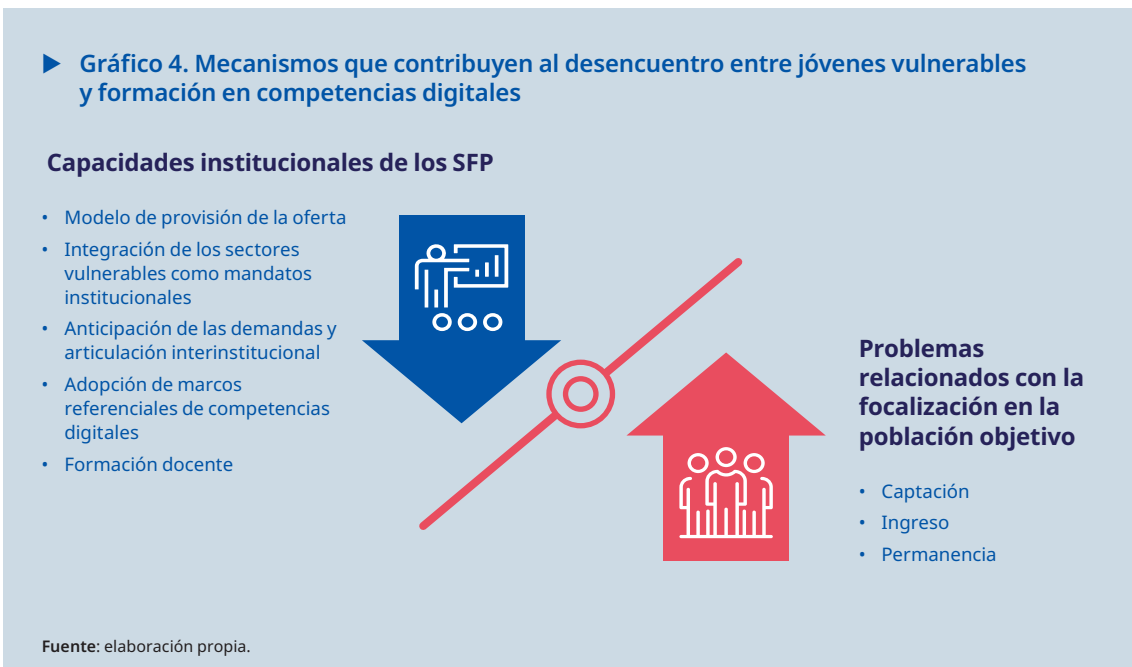 Gráfico 4. Mecanismos que contribuyen al desencuentro entre jóvenes vulnerables
y formación en competencias digitales
Capacidades institucionales de los SFP
• Modelo de provisión de la oferta
• Integración de los sectores
vulnerables como mandatos
institucionales
• Anticipación de las demandas y
articulación interinstitucional
• Adopción de marcos
referenciales de competencias
digitales
• Formación docente
Problemas
relacionados con la
focalización en la
población objetivo
• Captación
• Ingreso
• Permanencia
Fuente: elaboración propia.